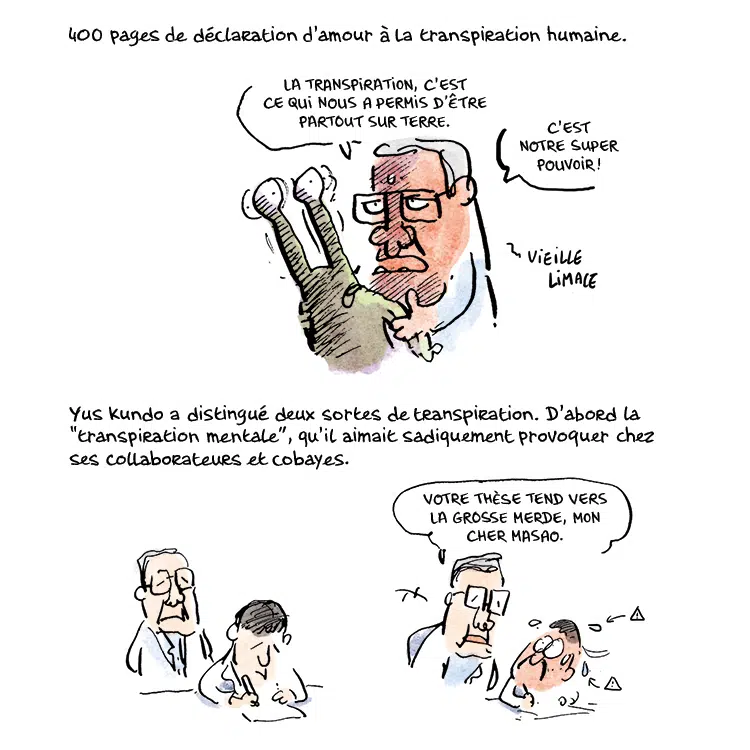 400 pages de déclaration d'amour à la transpiration humaine.
LA TRANSPIRATION, C'EST
CE QUI NOUS A PERMIS D'ÊTRE
PARTOUT SUR TERRE.
C'EST
NOTRE SUPER
POUVOIR!
VIEILLE
LIMACE
Yus Kundo a distingué deux sortes de transpiration. D'abord la
"transpiration mentale", qu'il aimait sadiquement provoquer chez
ses collaborateurs et cobayes.
VOTRE THÈSE TEND VERS
LA GROSSE MERDE, MON
CHER MASAO.